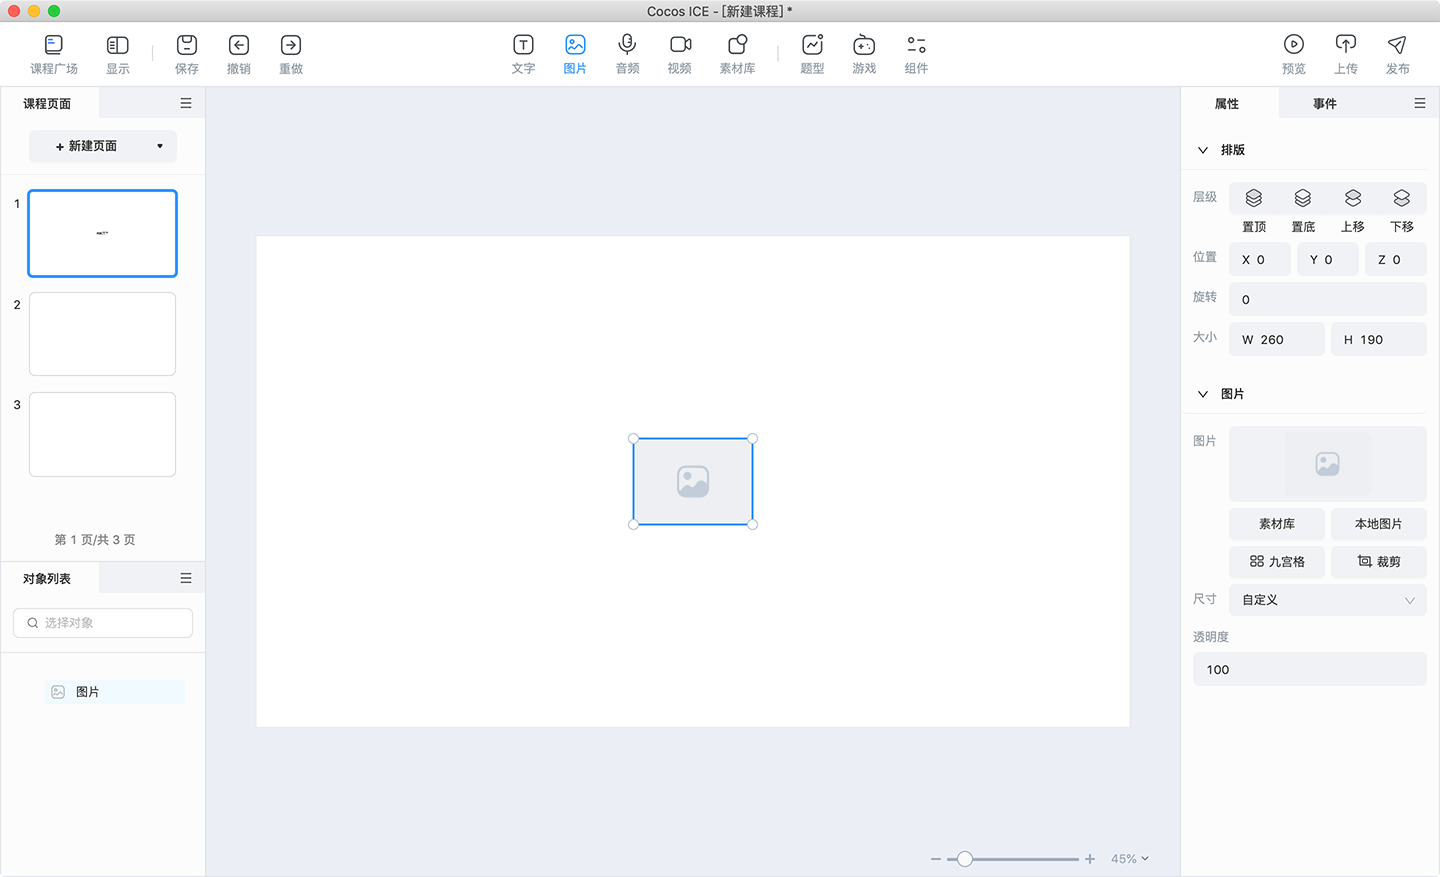 Cocos ICE - [新建课程] *
课程广场 显示 保存 撤销 重做 文字 图片 音频 视频 素材库 题型 游戏 组件 预览 上传 发布
课程页面
+ 新建页面
1
2
3
第 1 页/共 3 页
对象列表
选择对象
图片
45%
属性 事件
排版
层级
置顶 置底 上移 下移
位置 X 0 Y 0 Z 0
旋转 0
大小 W 260 H 190
图片
图片
素材库 本地图片
九宫格 裁剪
尺寸 自定义
透明度
100